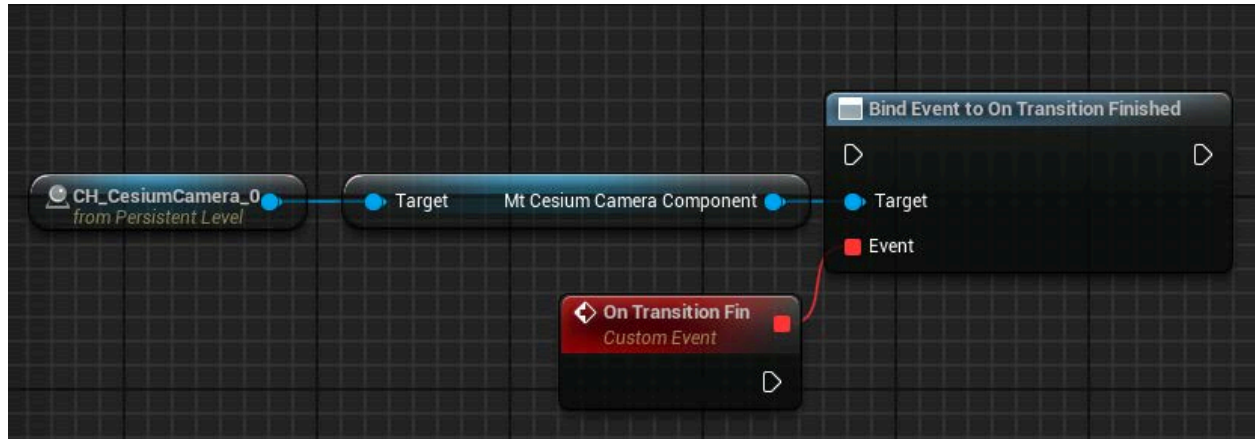 Bind Event to On Transition Finished
CH_CesiumCamera_0
from Persistent Level
Target
Mt Cesium Camera Component
Target
Event
On Transition Fin
Custom Event